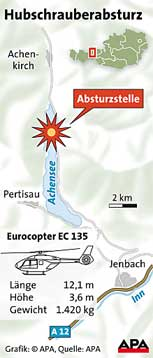 Hubschrauberabsturz
Achen-
kirch
Absturzstelle
Achensee
Pertisau
2 km
Eurocopter EC 135
Jenbach
Länge 12,1 m
Höhe 3,6 m
Gewicht 1.420 kg
Inn
A 12
Grafik: © APA, Quelle: APA
APA